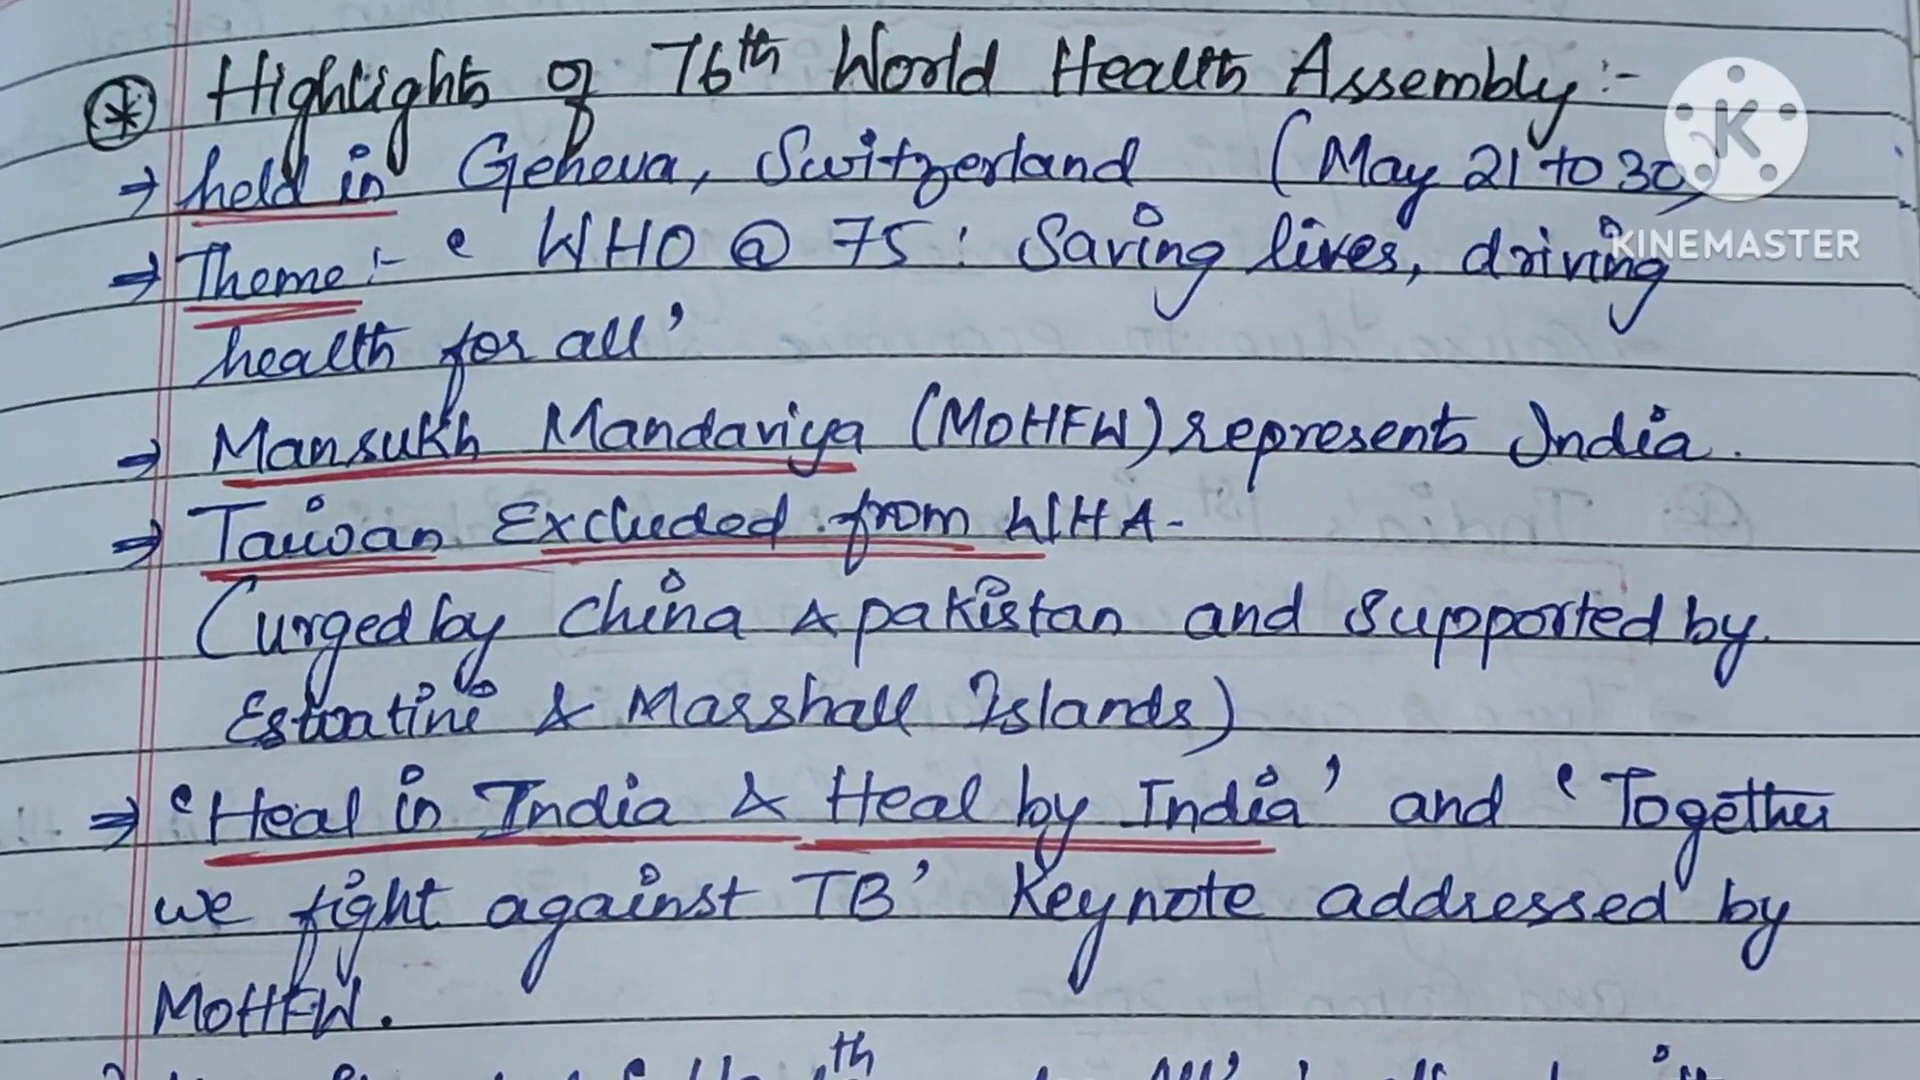 Highlights of 76th World Health Assembly :-
K
→ held in Geneva, Switzerland (May 21 to 30)
KINEMASTER
→ Theme :- ‘ WHO @ 75 : Saving lives, driving
health for all’
→ Mansukh Mandaviya (MOHFW) represents India.
→ Taiwan Excluded from WHA-
(urged by China & pakistan and supported by
& Marshall Islands)
→ ‘Heal in India & Heal by India’ and ‘Together
we fight against TB’ Keynote addressed by
MoHFW.